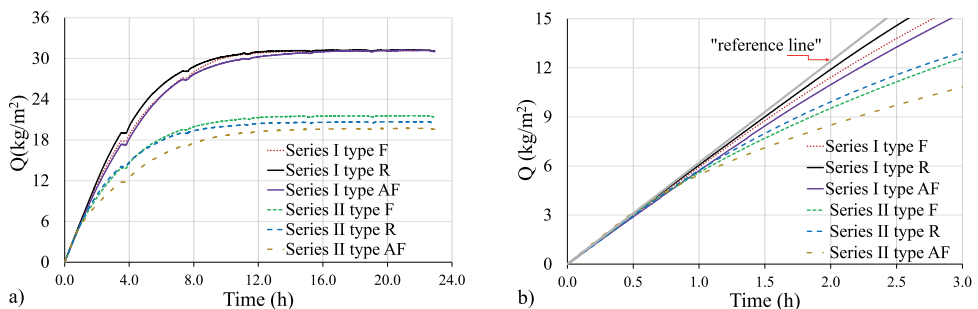 36
30
24
18
12
6
0
Q(kg/m²)
Series I type F
Series I type R
Series I type AF
Series II type F
Series II type R
Series II type AF
0.0 4.0 8.0 12.0 16.0 20.0 24.0
a) Time (h)
15
12
9
6
3
0
Q (kg/m²)
"reference line"
Series I type F
Series I type R
Series I type AF
Series II type F
Series II type R
Series II type AF
0.0 0.5 1.0 1.5 2.0 2.5 3.0
b) Time (h)